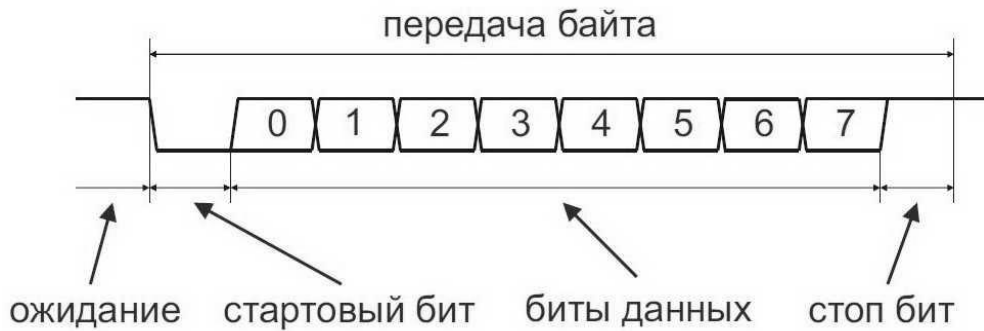 передача байта
0 1 2 3 4 5 6 7
ожидание стартовый бит биты данных стоп бит